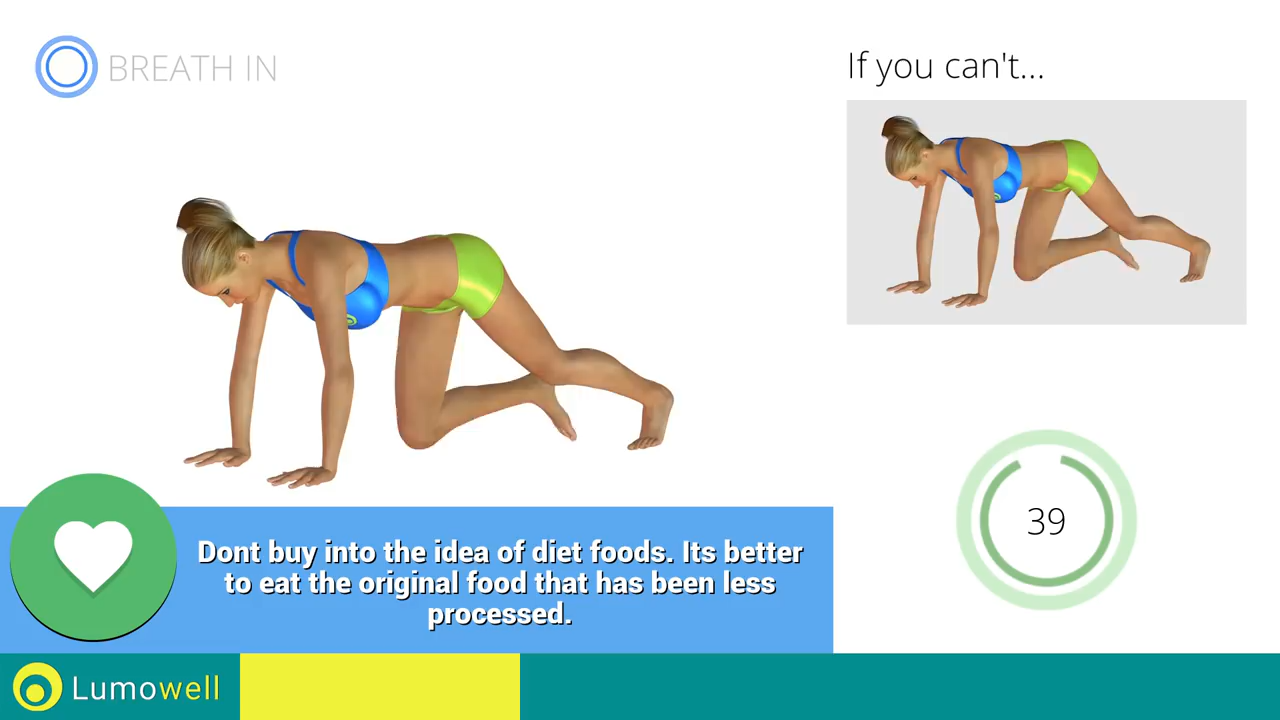 BREATH IN
If you can't...
39
Dont buy into the idea of diet foods. Its better
to eat the original food that has been less
processed.
Lumowell